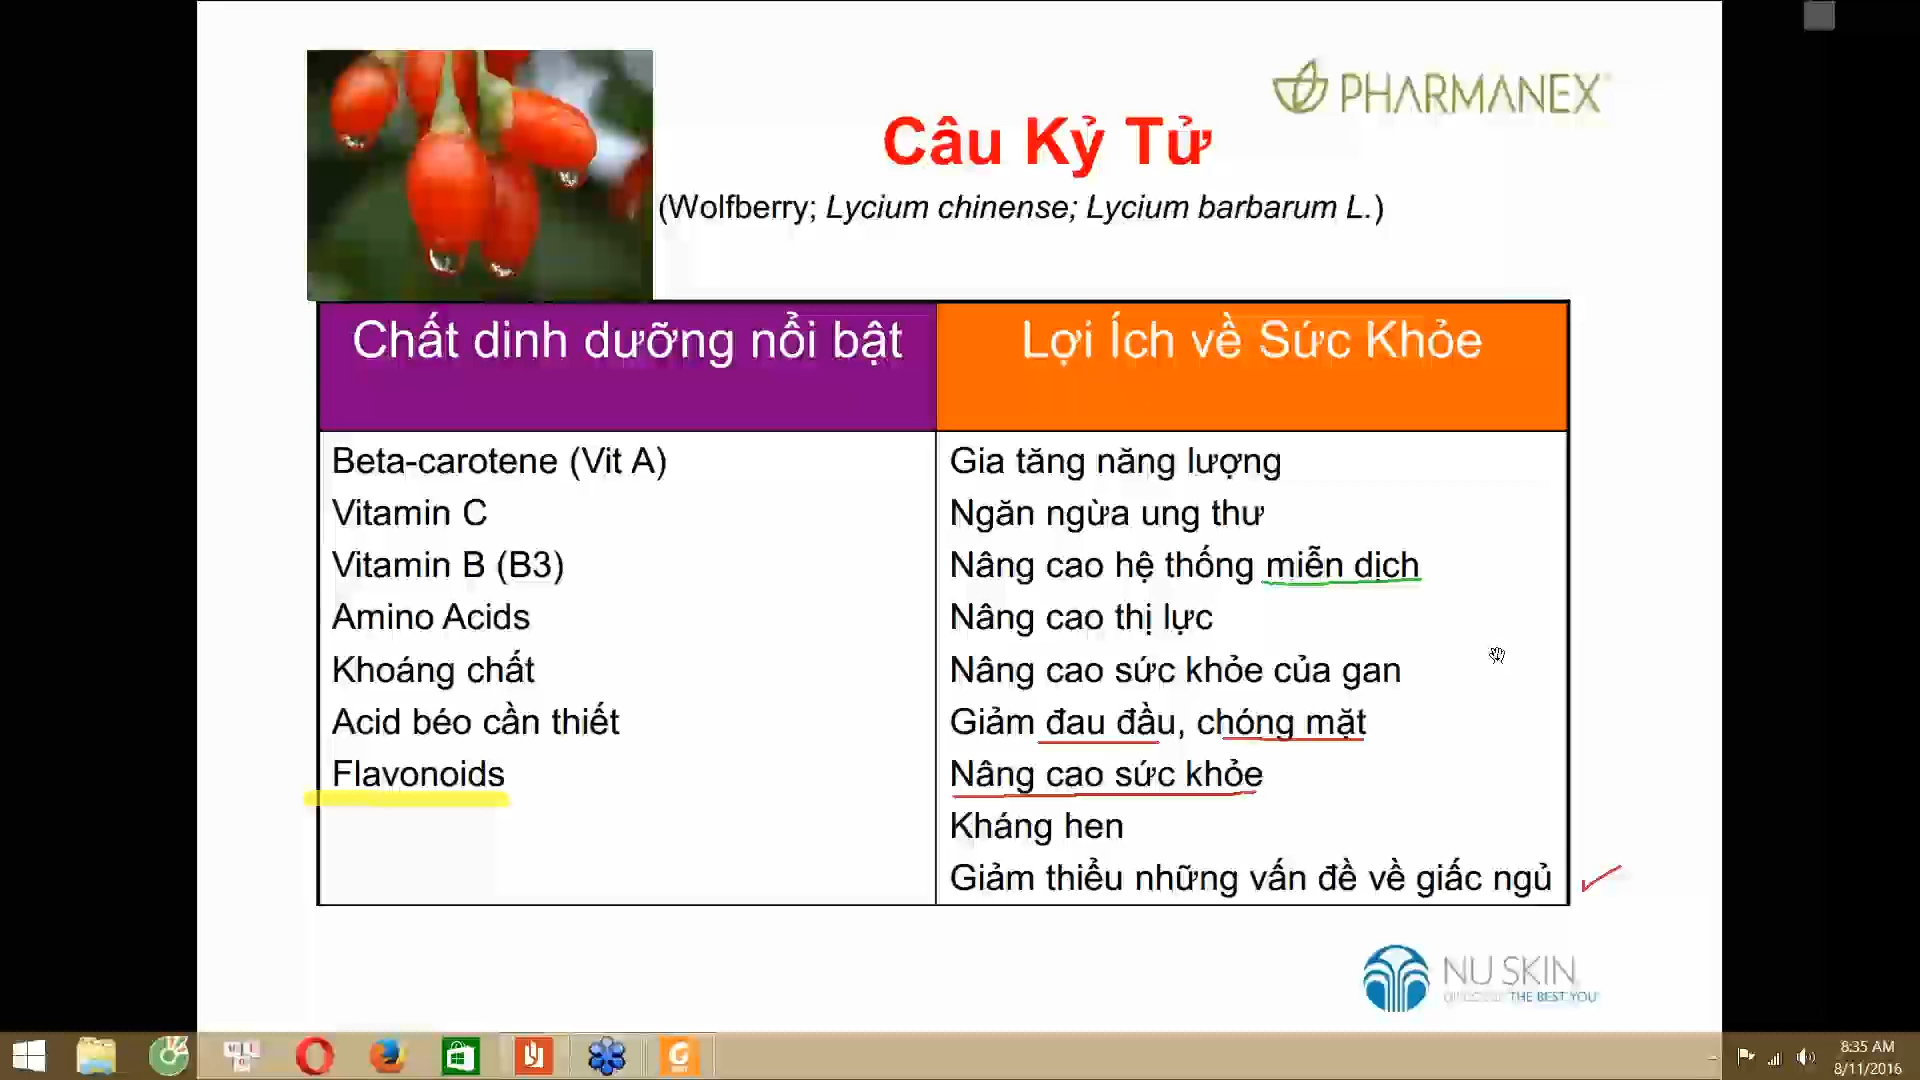 PHARMANEX
Câu Kỷ Tử
(Wolfberry; Lycium chinense; Lycium barbarum L.)
Chất dinh dưỡng nổi bật
Lợi Ích về Sức Khỏe
Beta-carotene (Vit A)
Vitamin C
Vitamin B (B3)
Amino Acids
Khoáng chất
Acid béo cần thiết
Flavonoids
Gia tăng năng lượng
Ngăn ngừa ung thư
Nâng cao hệ thống miễn dịch
Nâng cao thị lực
Nâng cao sức khỏe của gan
Giảm đau đầu, chóng mặt
Nâng cao sức khỏe
Kháng hen
Giảm thiểu những vấn đề về giấc ngủ
NU SKIN
THE BEST YOU
8:35 AM
8/11/2016